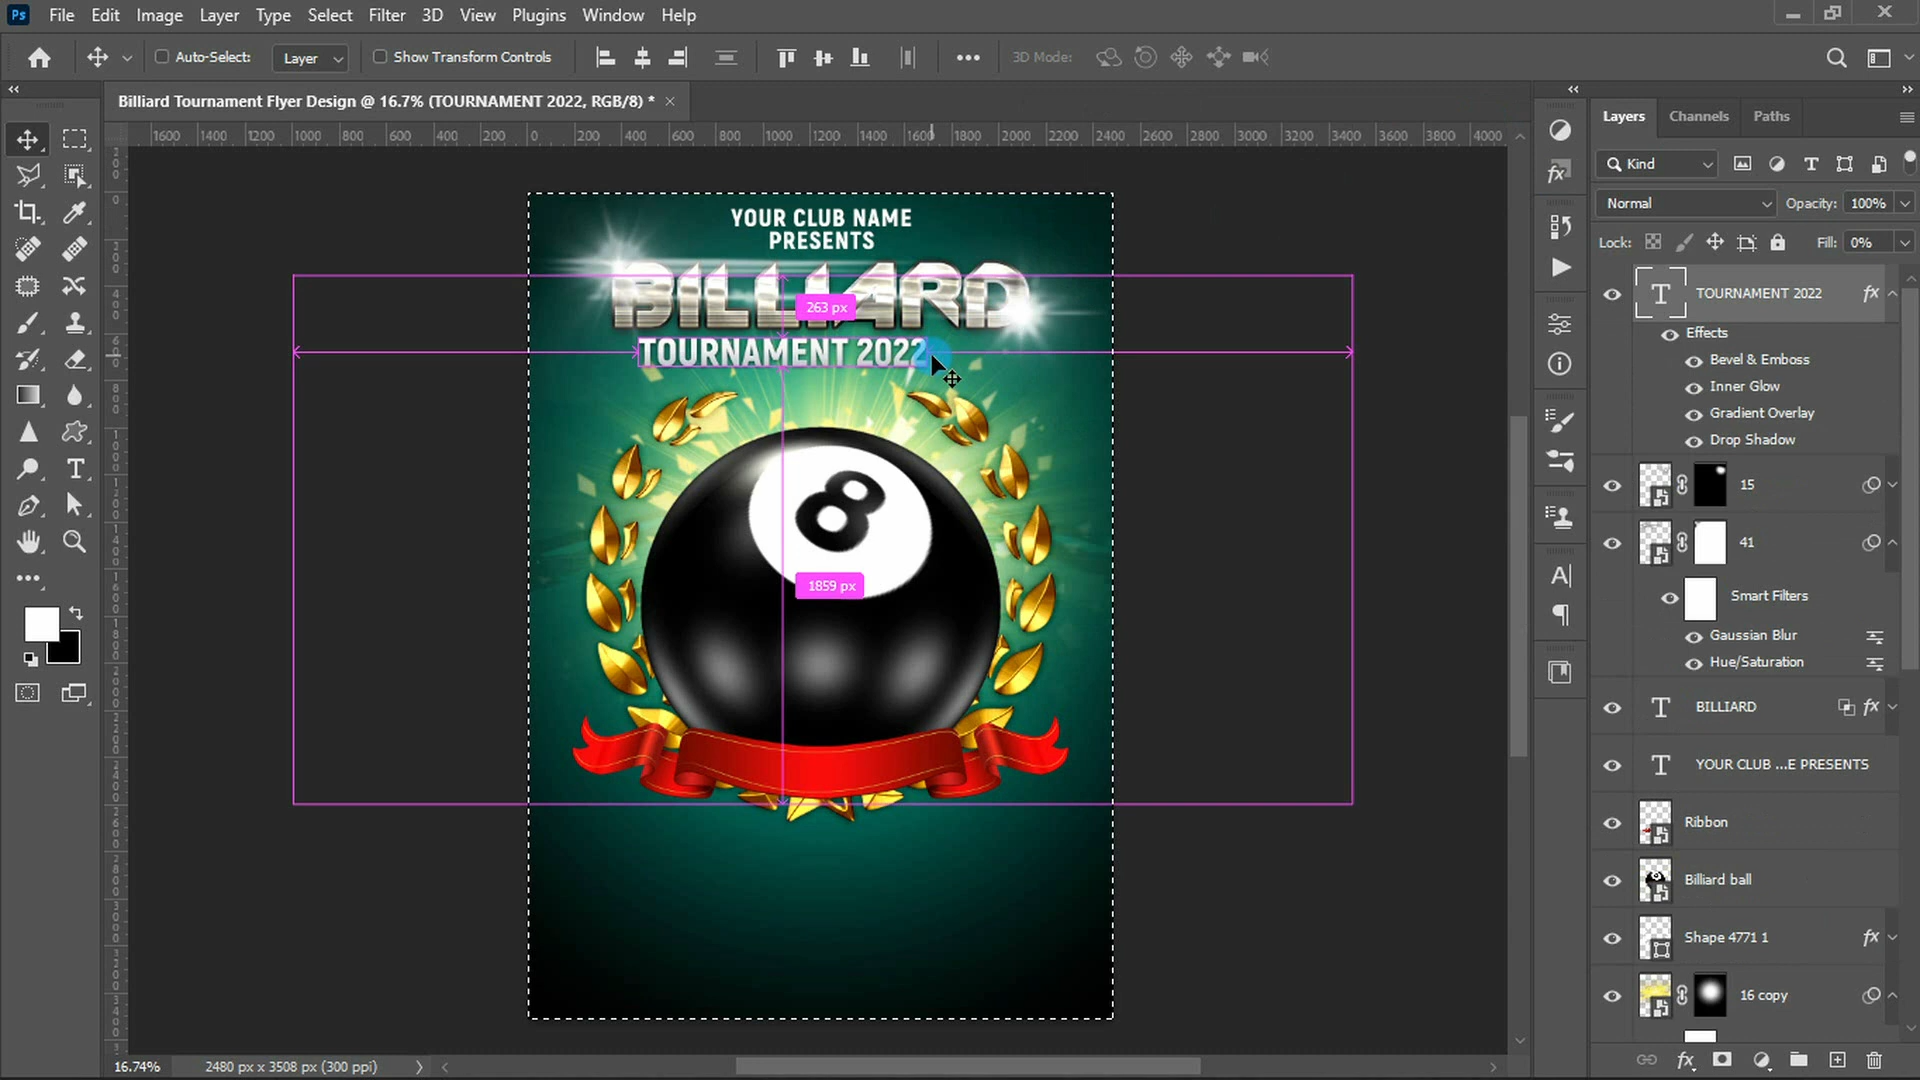 Ps File Edit Image Layer Type Select Filter 3D View Plugins Window Help
Auto-Select: Layer Show Transform Controls 3D Mode:
Billiard Tournament Flyer Design @ 16.7% (TOURNAMENT 2022, RGB/8) *
1600 1400 1200 1000 800 600 400 200 0 200 400 600 800 1000 1200 1400 1600 1800 2000 2200 2400 2600 2800 3000 3200 3400 3600 3800 4000
YOUR CLUB NAME
PRESENTS
BILLIARD
263 px
TOURNAMENT 2022
8
1859 px
16.74% 2480 px x 3508 px (300 ppi)
Layers Channels Paths
Kind
Normal Opacity: 100%
Lock: Fill: 0%
T TOURNAMENT 2022 fx
Effects
Bevel & Emboss
Inner Glow
Gradient Overlay
Drop Shadow
15
41
Smart Filters
Gaussian Blur
Hue/Saturation
T BILLIARD fx
T YOUR CLUB ...E PRESENTS
Ribbon
Billiard ball
Shape 4771 1 fx
16 copy
fx